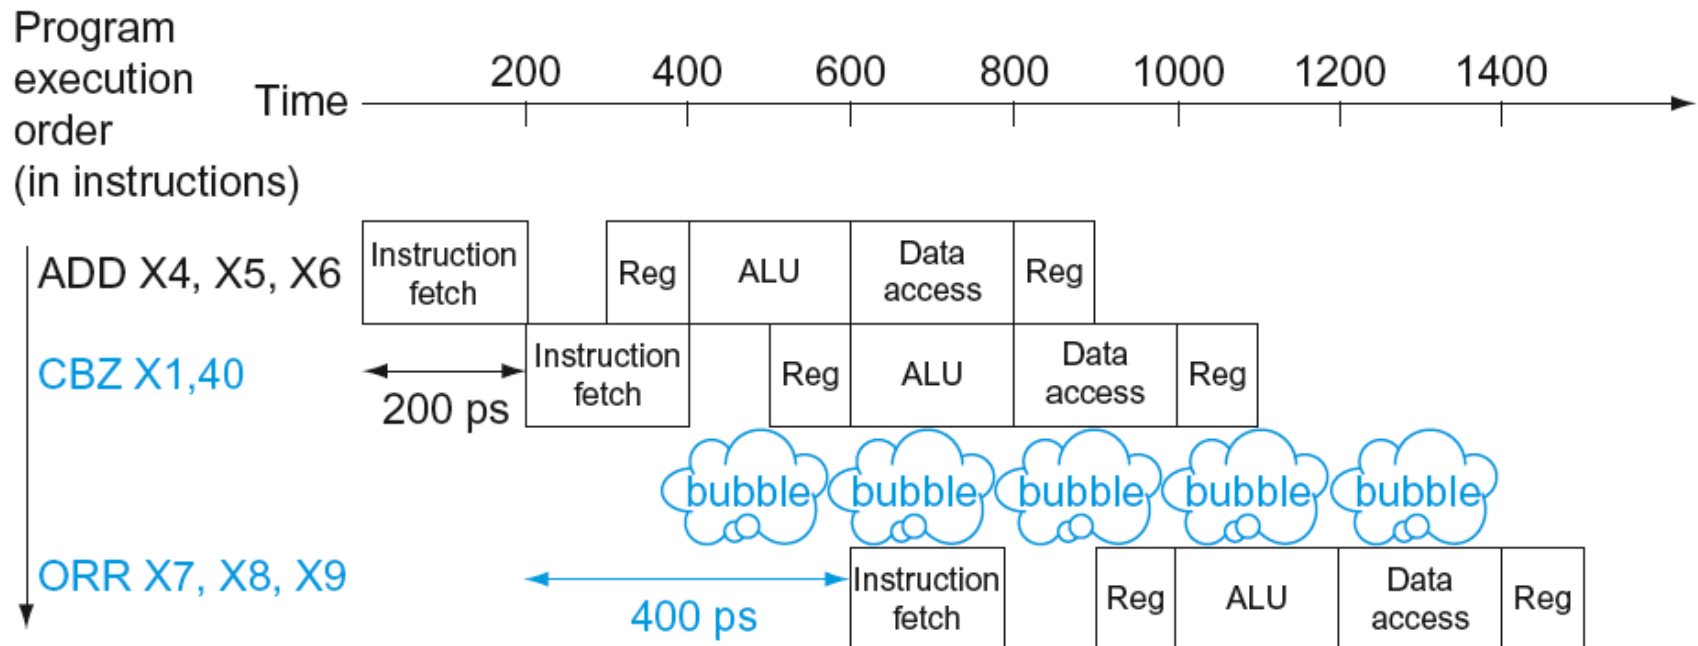 Program
execution
order
(in instructions)
Time
200 400 600 800 1000 1200 1400
ADD X4, X5, X6
Instruction
fetch
Reg
ALU
Data
access
Reg
CBZ X1,40
200 ps
Instruction
fetch
Reg
ALU
Data
access
Reg
bubble bubble bubble bubble bubble
ORR X7, X8, X9
400 ps
Instruction
fetch
Reg
ALU
Data
access
Reg